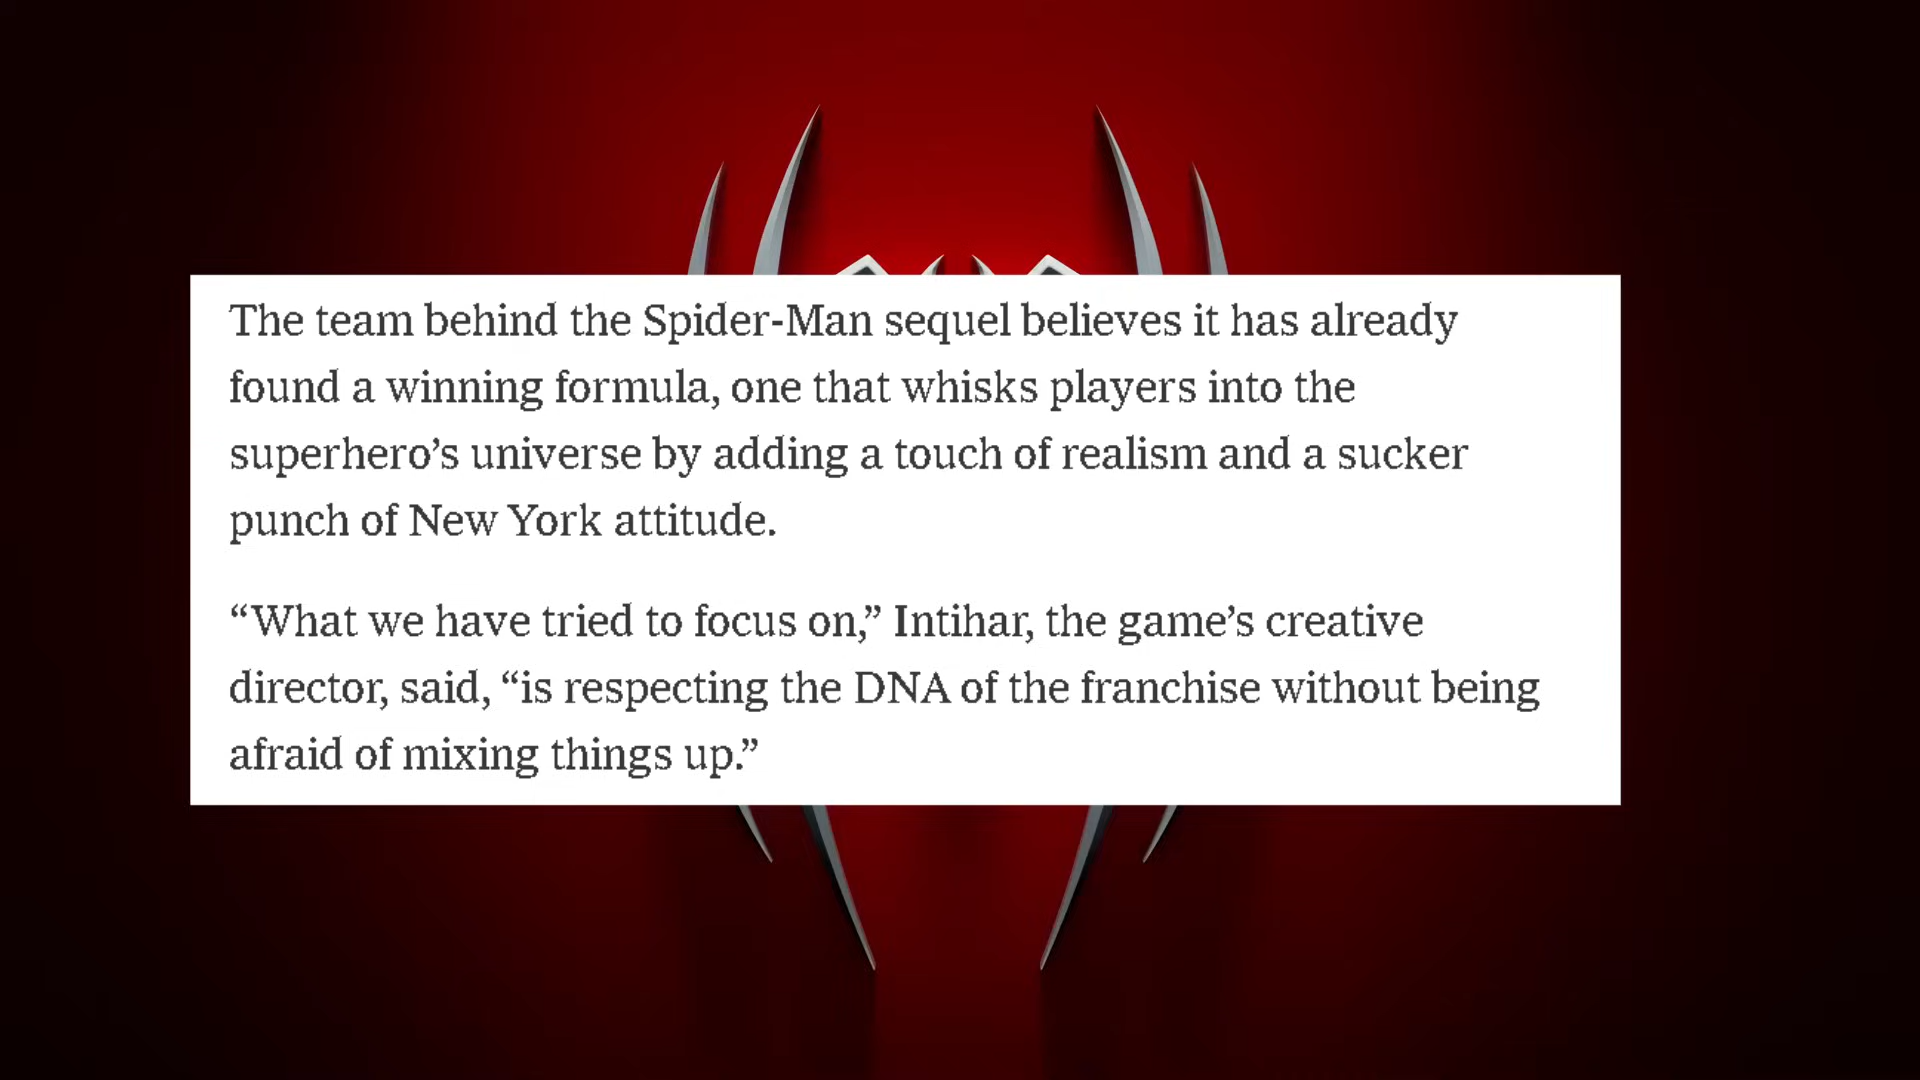 The team behind the Spider-Man sequel believes it has already
found a winning formula, one that whisks players into the
superhero’s universe by adding a touch of realism and a sucker
punch of New York attitude.
“What we have tried to focus on,” Intihar, the game’s creative
director, said, “is respecting the DNA of the franchise without being
afraid of mixing things up.”